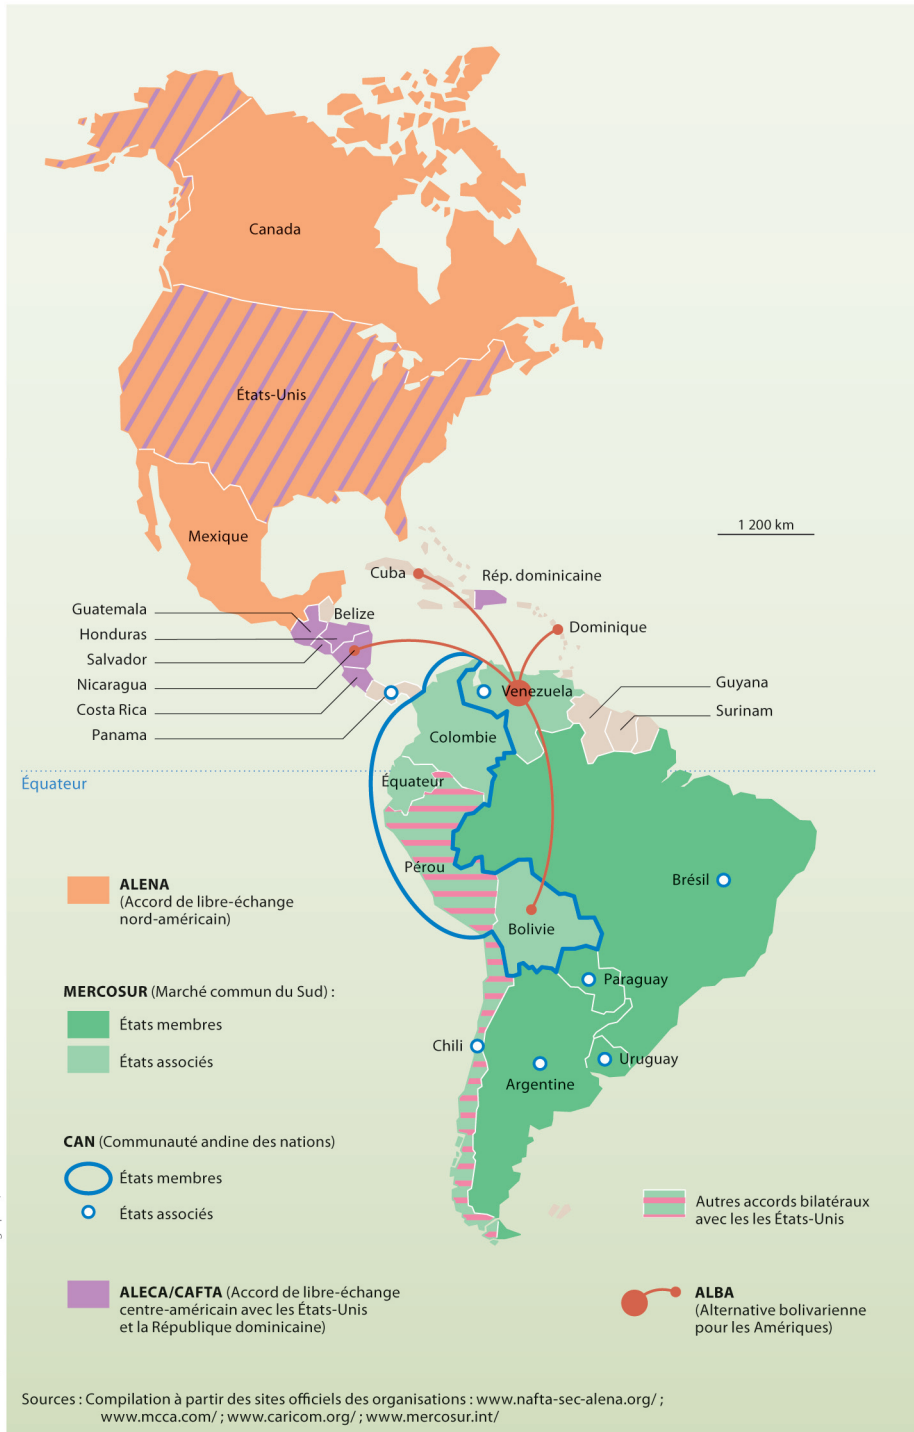 Canada
États-Unis
Mexique
1 200 km
Cuba
Rép. dominicaine
Guatemala
Belize
Honduras
Dominique
Salvador
Nicaragua
Venezuela
Guyana
Costa Rica
Surinam
Panama
Colombie
Équateur
Équateur
Pérou
Brésil
Bolivie
Paraguay
Chili
Uruguay
Argentine
ALENA
(Accord de libre-échange
nord-américain)
MERCOSUR (Marché commun du Sud) :
États membres
États associés
CAN (Communauté andine des nations)
États membres
États associés
ALECA/CAFTA (Accord de libre-échange
centre-américain avec les États-Unis
et la République dominicaine)
Autres accords bilatéraux
avec les les États-Unis
ALBA
(Alternative bolivarienne
pour les Amériques)
Sources : Compilation à partir des sites officiels des organisations : www.nafta-sec-alena.org/ ;
www.mcca.com/ ; www.caricom.org/ ; www.mercosur.int/